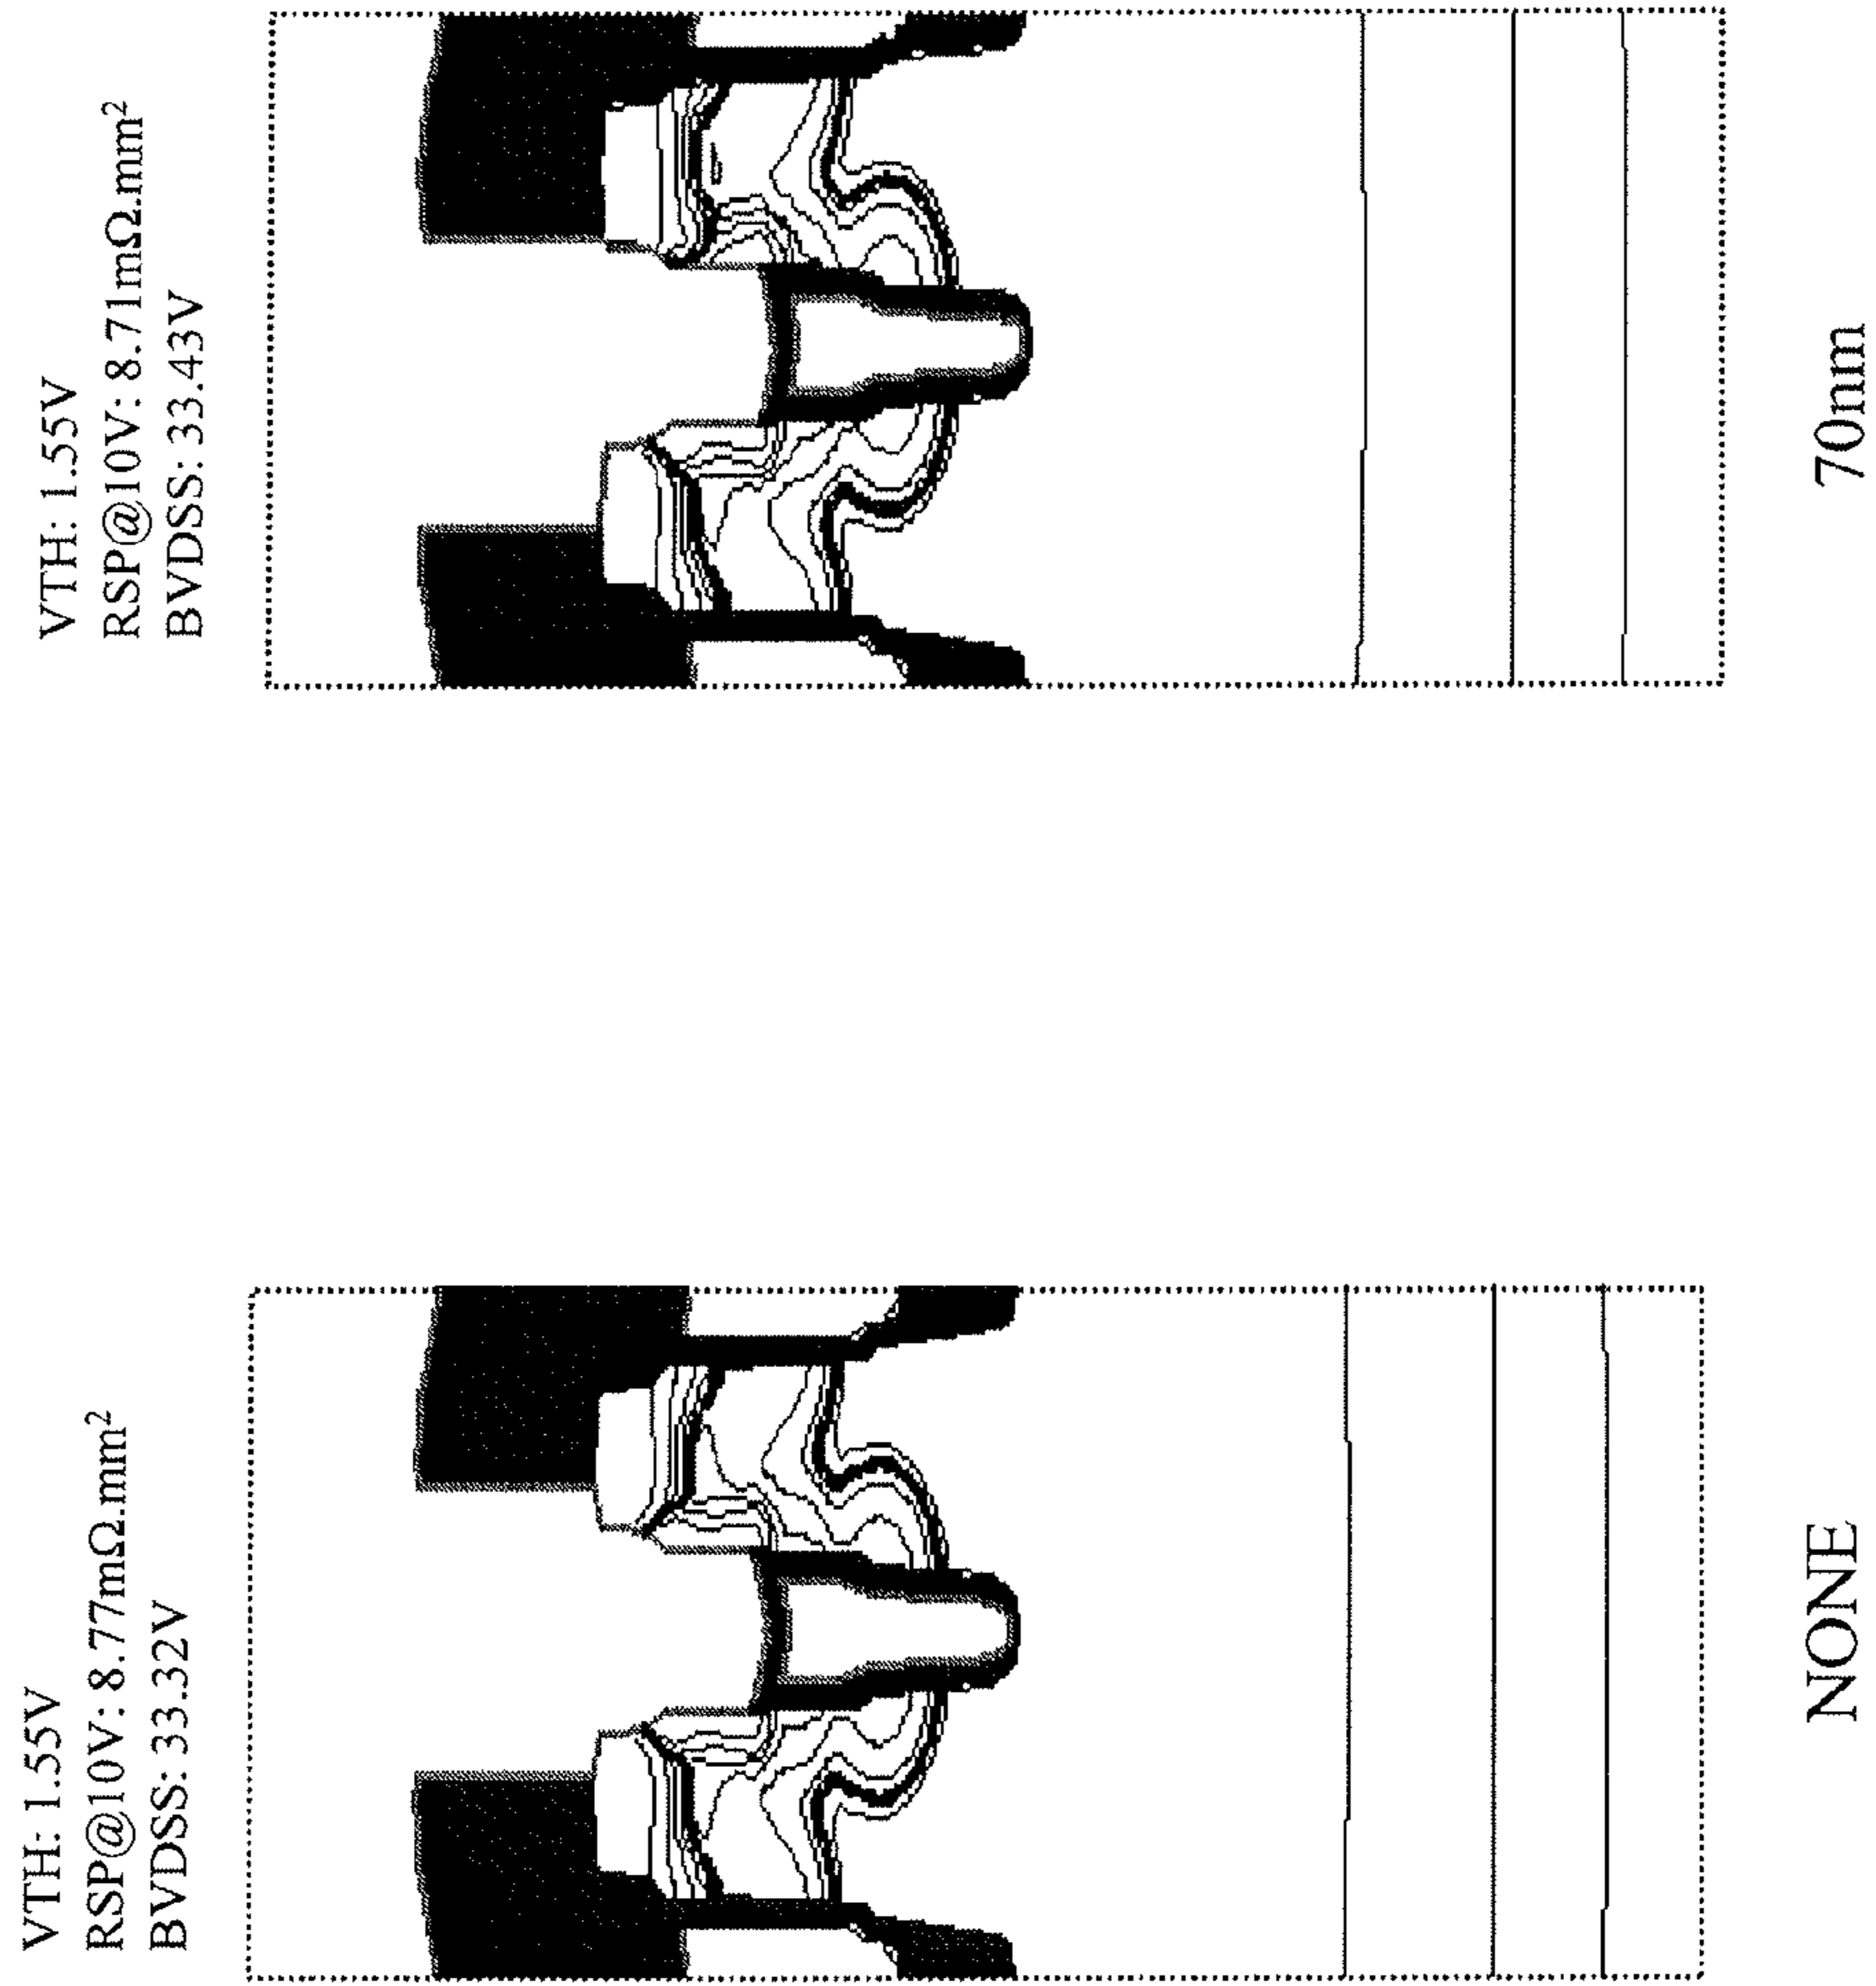 VTH: 1.55V
RSP@10V: 8.77mΩ.mm²
BVDSS: 33.32V
NONE
VTH: 1.55V
RSP@10V: 8.71mΩ.mm²
BVDSS: 33.43V
70nm